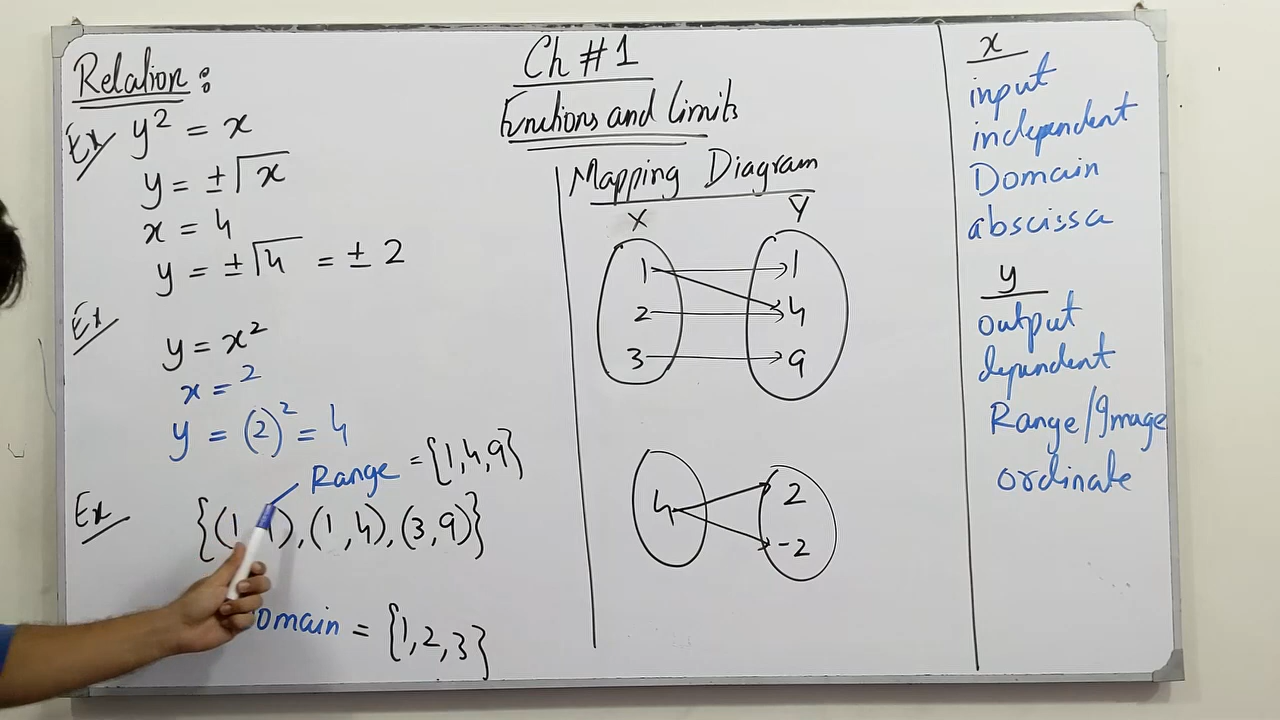 Ch # 1
Functions and Limits
Relation:
Ex y² = x
y = ±√x
x = 4
y = ±√4 = ± 2
Ex
y = x²
x = 2
y = (2)² = 4
Range = {1,4,9}
Ex {(1, 1), (1, 4), (3, 9)}
omain = {1,2,3}
Mapping Diagram
X Y
1 1
2 4
3 9
4 2
-2
x
input
independent
Domain
abscissa
y
output
dependent
Range/Image
ordinate